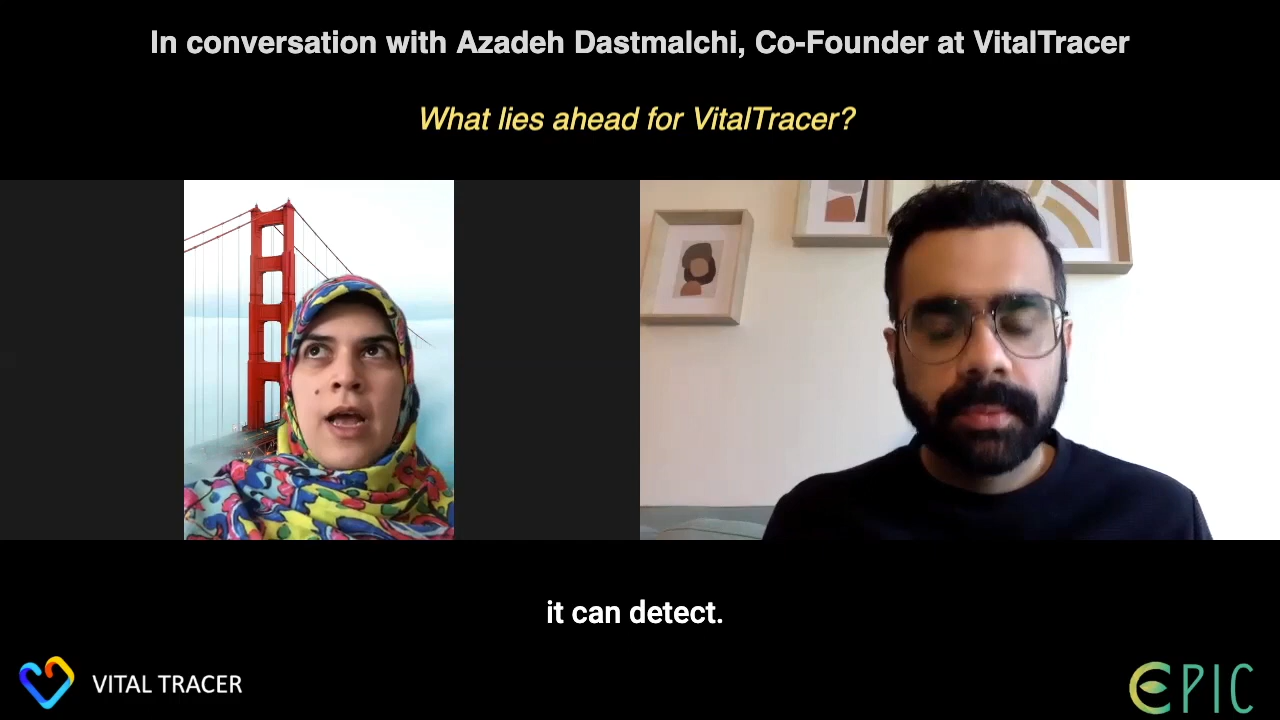 In conversation with Azadeh Dastmalchi, Co-Founder at VitalTracer
What lies ahead for VitalTracer?
it can detect.
VITAL TRACER
EPIC